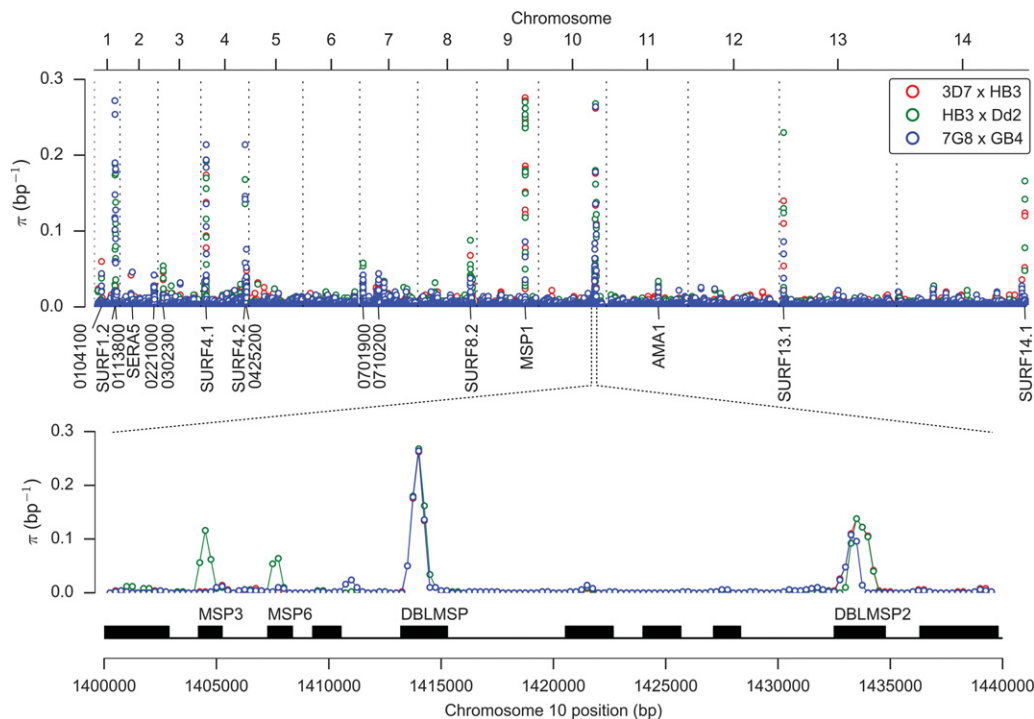 Chromosome
1 2 3 4 5 6 7 8 9 10 11 12 13 14
0.3
0.2
0.1
0.0
π (bp−1)
3D7 x HB3
HB3 x Dd2
7G8 x GB4
0104100
SURF1.2
0113800
SERA5
0221000
0302300
SURF4.1
SURF4.2
0425200
0701900
0710200
SURF8.2
MSP1
AMA1
SURF13.1
SURF14.1
0.3
0.2
0.1
0.0
π (bp−1)
MSP3 MSP6 DBLMSP DBLMSP2
1400000 1405000 1410000 1415000 1420000 1425000 1430000 1435000 1440000
Chromosome 10 position (bp)